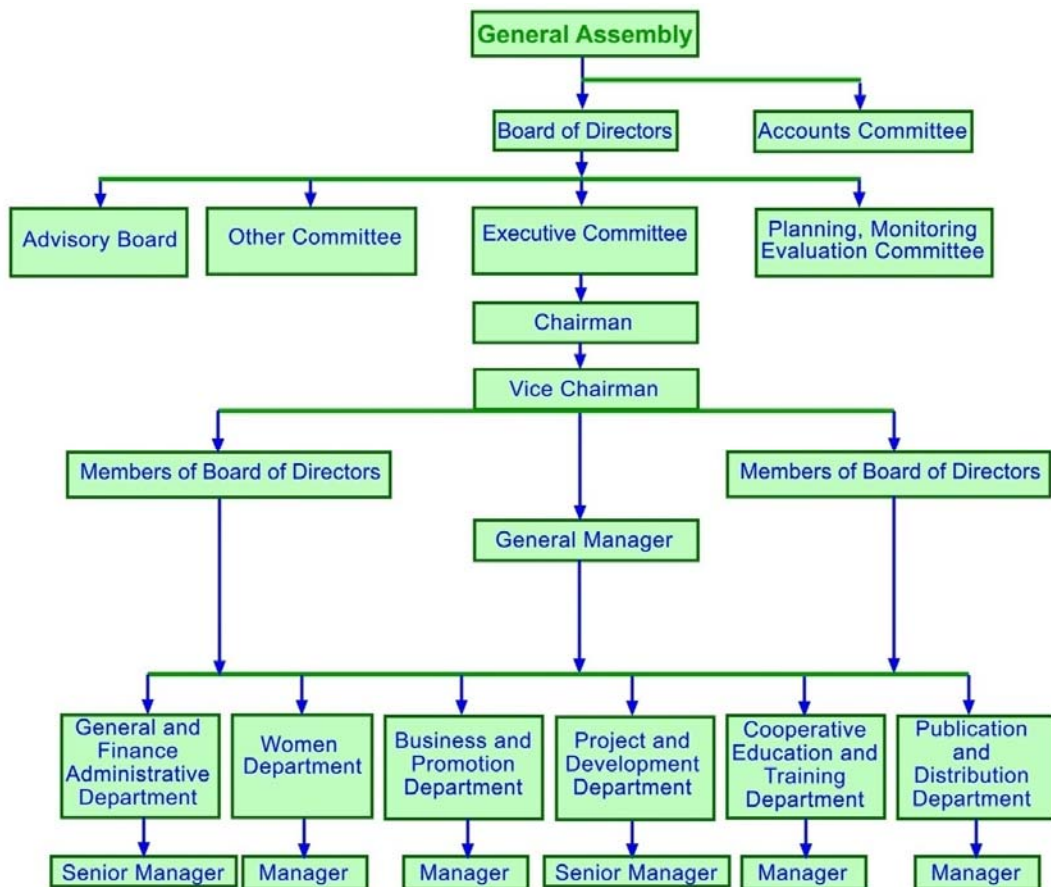 General Assembly
Board of Directors
Accounts Committee
Advisory Board
Other Committee
Executive Committee
Planning, Monitoring
Evaluation Committee
Chairman
Vice Chairman
Members of Board of Directors
Members of Board of Directors
General Manager
General and
Finance
Administrative
Department
Women
Department
Business and
Promotion
Department
Project and
Development
Department
Cooperative
Education and
Training
Department
Publication
and
Distribution
Department
Senior Manager
Manager
Manager
Senior Manager
Manager
Manager